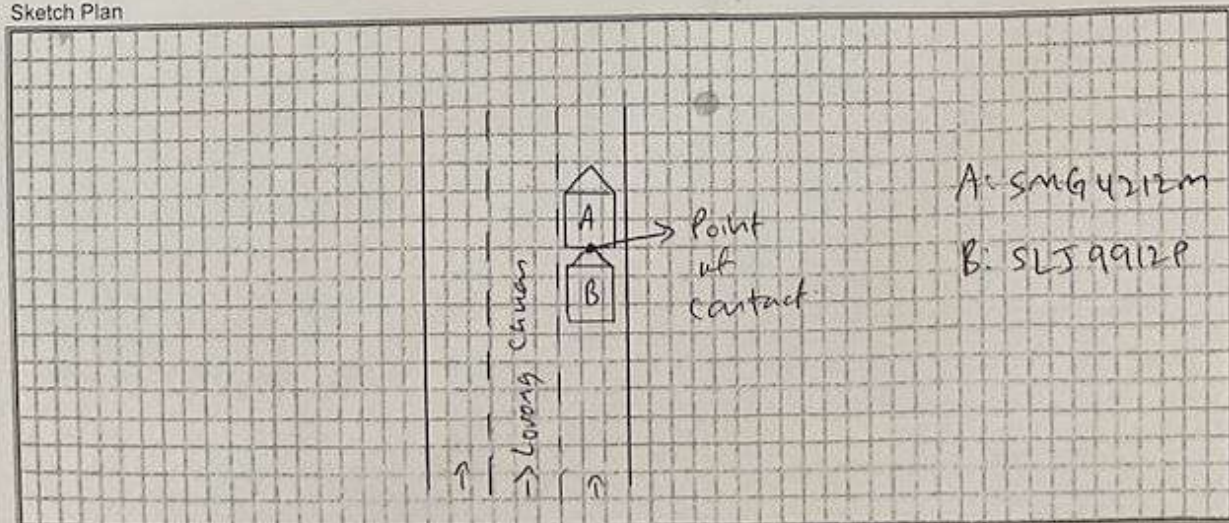 Sketch Plan
A
B
Point
of
contact
Lorong Chuan
A: SMG4212M
B: SLJ9912P